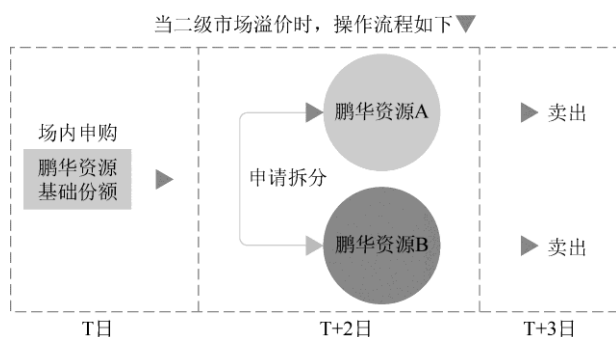 当二级市场溢价时，操作流程如下
场内申购
鹏华资源
基础份额
鹏华资源A
申请拆分
鹏华资源B
卖出
卖出
T日
T+2日
T+3日